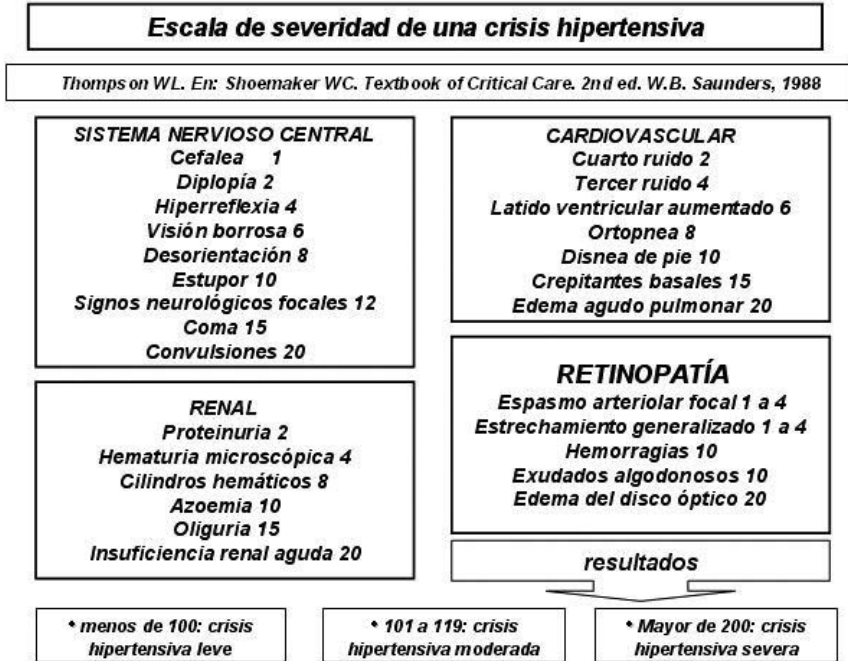 Escala de severidad de una crisis hipertensiva
Thompson WL. En: Shoemaker WC. Textbook of Critical Care. 2nd ed. W.B. Saunders, 1988
SISTEMA NERVIOSO CENTRAL
Cefalea 1
Diplopía 2
Hiperreflexia 4
Visión borrosa 6
Desorientación 8
Estupor 10
Signos neurológicos focales 12
Coma 15
Convulsiones 20
RENAL
Proteinuria 2
Hematuria microscópica 4
Cilindros hemáticos 8
Azoemia 10
Oliguria 15
Insuficiencia renal aguda 20
CARDIOVASCULAR
Cuarto ruido 2
Tercer ruido 4
Latido ventricular aumentado 6
Ortopnea 8
Disnea de pie 10
Crepitantes basales 15
Edema agudo pulmonar 20
RETINOPATÍA
Espasmo arteriolar focal 1 a 4
Estrechamiento generalizado 1 a 4
Hemorragias 10
Exudados algodonosos 10
Edema del disco óptico 20
resultados
* menos de 100: crisis
hipertensiva leve
* 101 a 119: crisis
hipertensiva moderada
* Mayor de 200: crisis
hipertensiva severa